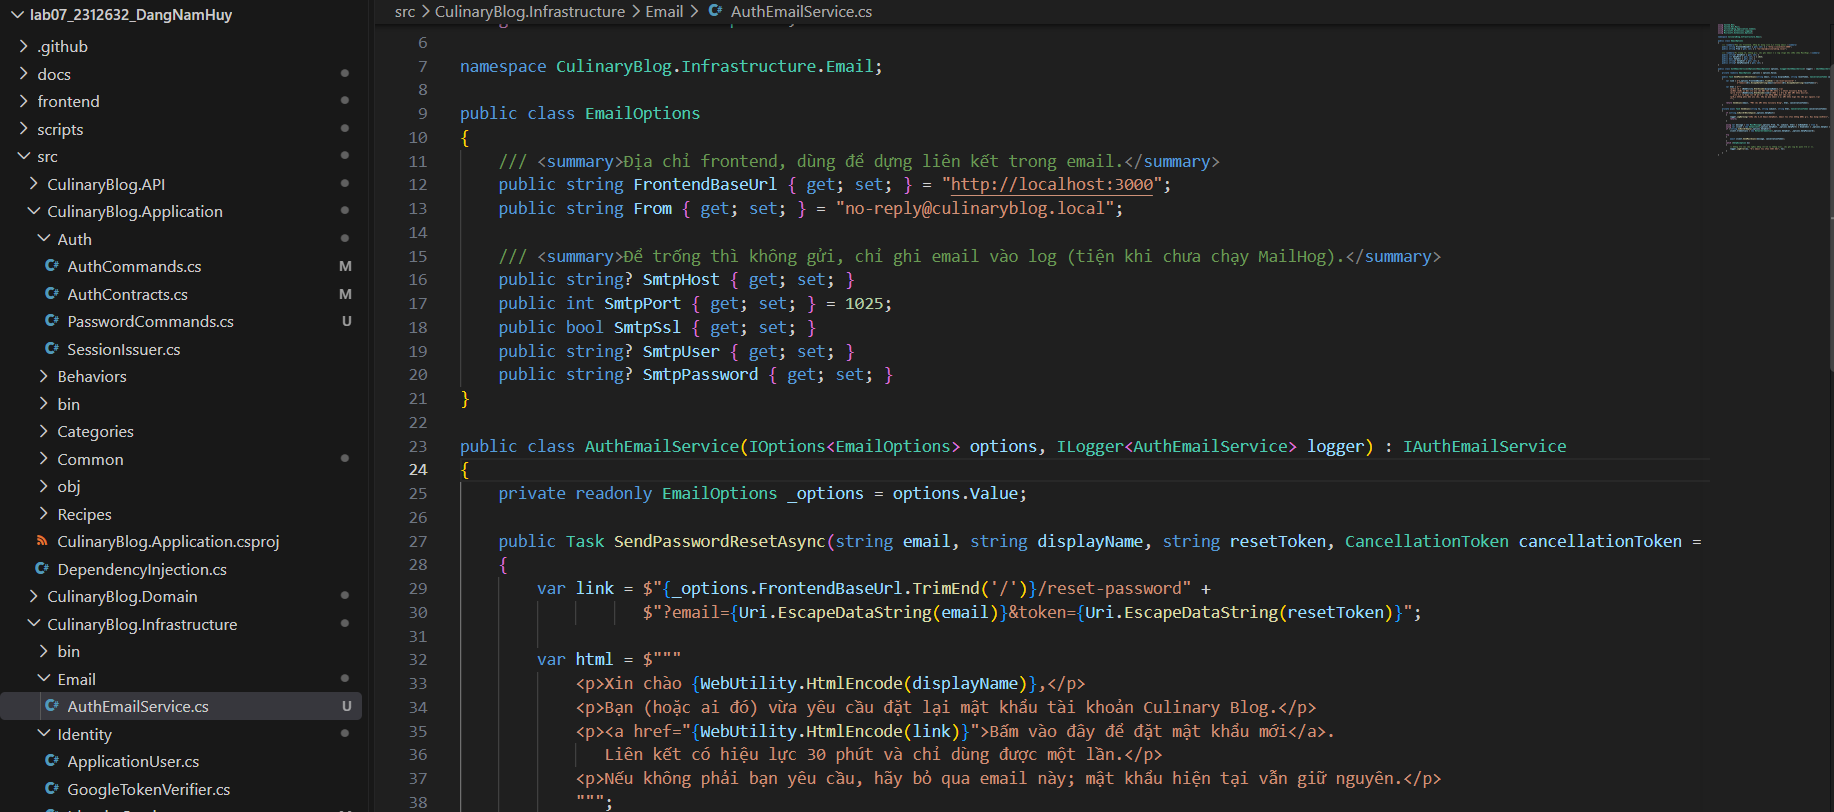 lab07_2312632_DangNamHuy
.github
docs
frontend
scripts
src
CulinaryBlog.API
CulinaryBlog.Application
Auth
AuthCommands.cs M
AuthContracts.cs M
PasswordCommands.cs U
SessionIssuer.cs
Behaviors
bin
Categories
Common
obj
Recipes
CulinaryBlog.Application.csproj
DependencyInjection.cs
CulinaryBlog.Domain
CulinaryBlog.Infrastructure
bin
Email
AuthEmailService.cs U
Identity
ApplicationUser.cs
GoogleTokenVerifier.cs
src > CulinaryBlog.Infrastructure > Email > AuthEmailService.cs
6
7 namespace CulinaryBlog.Infrastructure.Email;
8
9 public class EmailOptions
10 {
11 /// <summary>Địa chỉ frontend, dùng để dựng liên kết trong email.</summary>
12 public string FrontendBaseUrl { get; set; } = "http://localhost:3000";
13 public string From { get; set; } = "no-reply@culinaryblog.local";
14
15 /// <summary>Để trống thì không gửi, chỉ ghi email vào log (tiện khi chưa chạy MailHog).</summary>
16 public string? SmtpHost { get; set; }
17 public int SmtpPort { get; set; } = 1025;
18 public bool SmtpSsl { get; set; }
19 public string? SmtpUser { get; set; }
20 public string? SmtpPassword { get; set; }
21 }
22
23 public class AuthEmailService(IOptions<EmailOptions> options, ILogger<AuthEmailService> logger) : IAuthEmailService
24 {
25 private readonly EmailOptions _options = options.Value;
26
27 public Task SendPasswordResetAsync(string email, string displayName, string resetToken, CancellationToken cancellationToken =
28 {
29 var link = $"{_options.FrontendBaseUrl.TrimEnd('/')}/reset-password" +
30 $"?email={Uri.EscapeDataString(email)}&token={Uri.EscapeDataString(resetToken)}";
31
32 var html = $"""
33 <p>Xin chào {WebUtility.HtmlEncode(displayName)},</p>
34 <p>Bạn (hoặc ai đó) vừa yêu cầu đặt lại mật khẩu tài khoản Culinary Blog.</p>
35 <p><a href="{WebUtility.HtmlEncode(link)}">Bấm vào đây để đặt mật khẩu mới</a>.
36 Liên kết có hiệu lực 30 phút và chỉ dùng được một lần.</p>
37 <p>Nếu không phải bạn yêu cầu, hãy bỏ qua email này; mật khẩu hiện tại vẫn giữ nguyên.</p>
38 """;